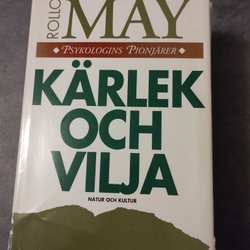 ROLLO
MAY
• PSYKOLOGINS PIONJÄRER •
KÄRLEK
OCH
VILJA
NATUR OCH KULTUR